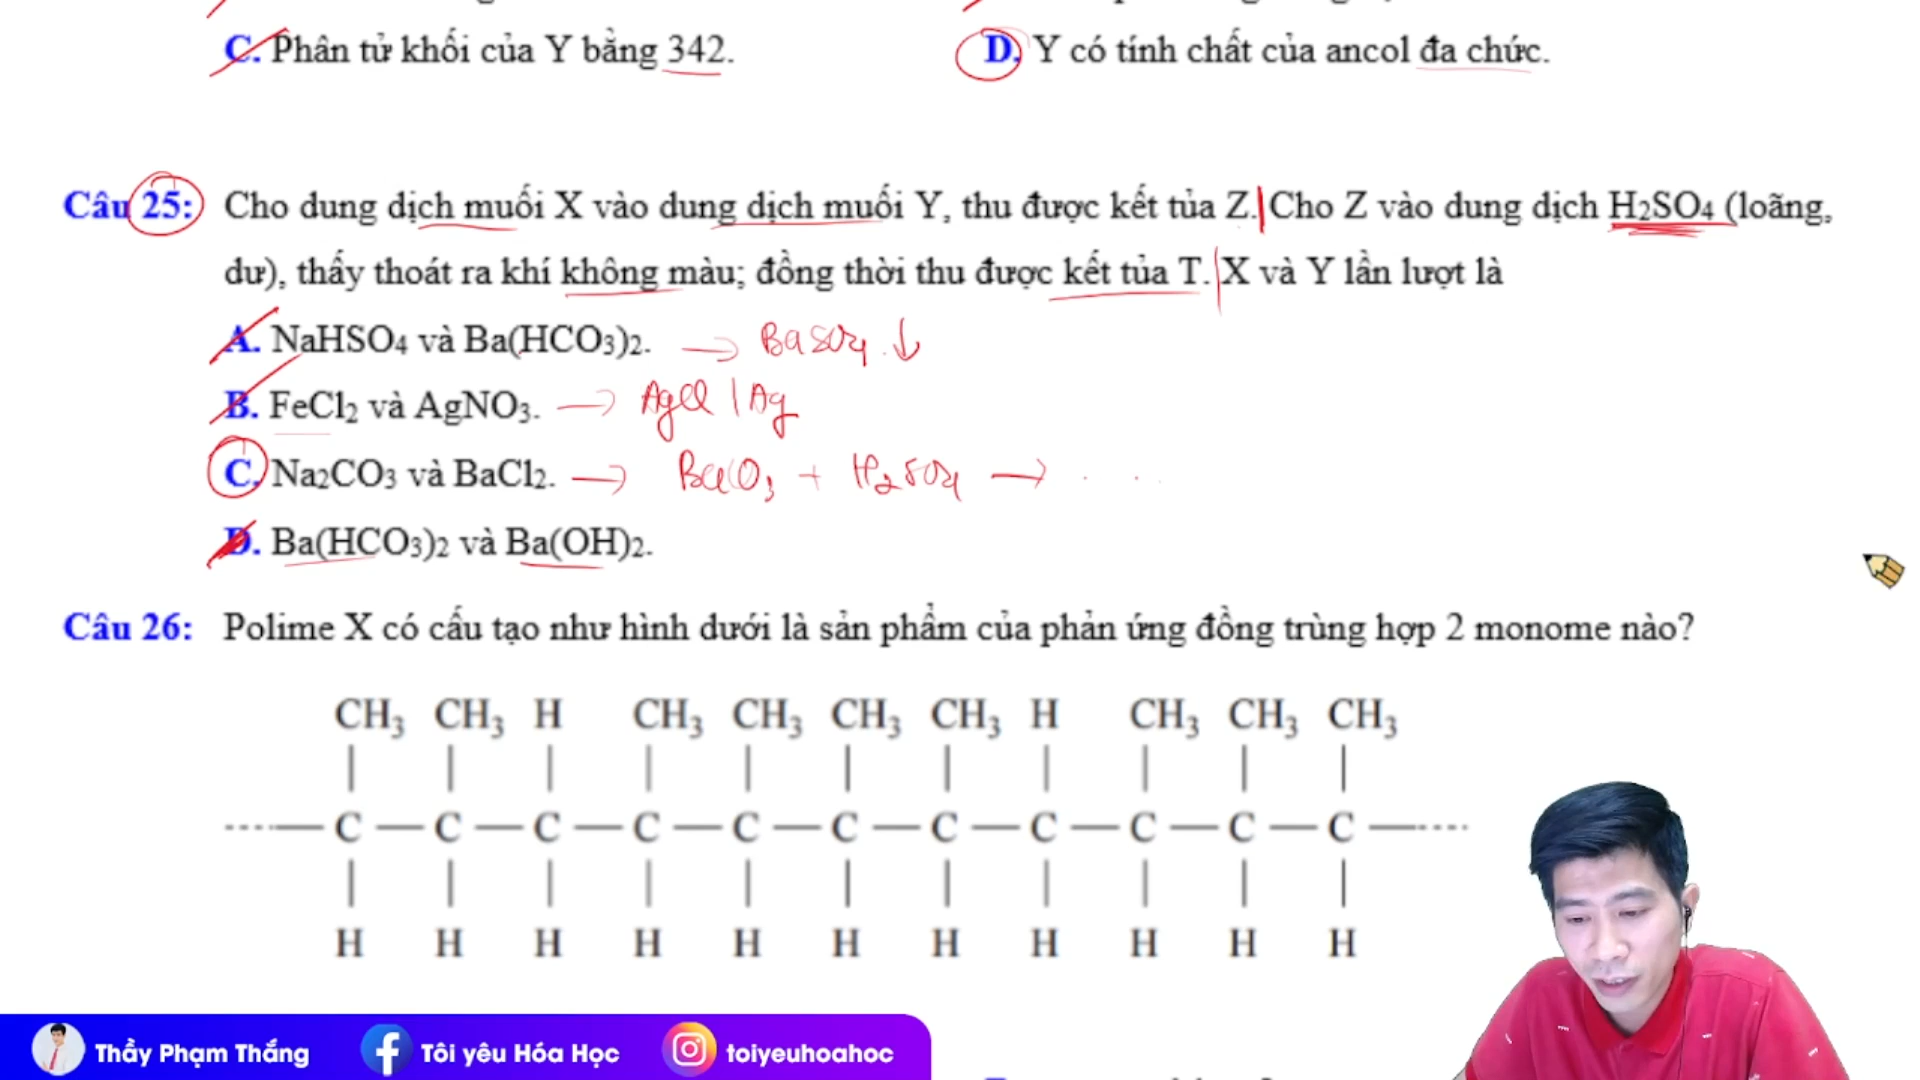 C. Phân tử khối của Y bằng 342. D. Y có tính chất của ancol đa chức.
Câu 25: Cho dung dịch muối X vào dung dịch muối Y, thu được kết tủa Z. Cho Z vào dung dịch H2SO4 (loãng,
dư), thấy thoát ra khí không màu; đồng thời thu được kết tủa T. X và Y lần lượt là
A. NaHSO4 và Ba(HCO3)2. → BaSO4 ↓
B. FeCl2 và AgNO3. → AgCl | Ag
C. Na2CO3 và BaCl2. → BaCO3 + H2SO4 → . . .
D. Ba(HCO3)2 và Ba(OH)2.
Câu 26: Polime X có cấu tạo như hình dưới là sản phẩm của phản ứng đồng trùng hợp 2 monome nào?
CH3 CH3 H CH3 CH3 CH3 CH3 H CH3 CH3 CH3
C — C — C — C — C — C — C — C — C — C — C
H H H H H H H H H H H
Thầy Phạm Thắng Tôi yêu Hóa Học toiyeuhoahoc